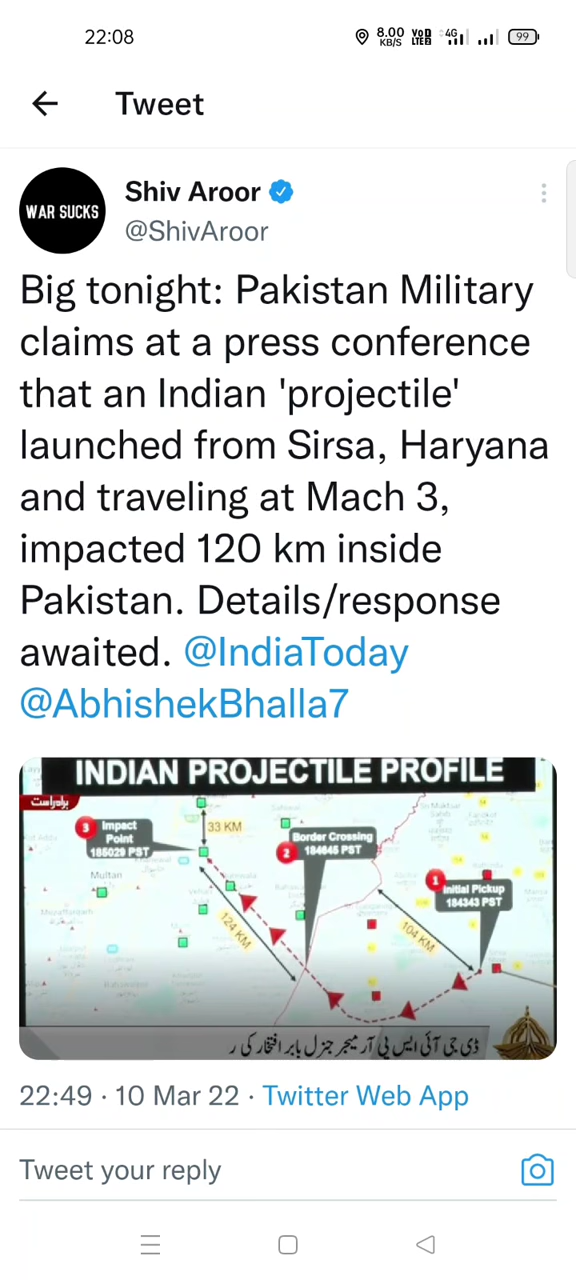 22:08
8.00 KB/S
VoD LTE2
4G
99
Tweet
WAR SUCKS
Shiv Aroor
@ShivAroor
Big tonight: Pakistan Military
claims at a press conference
that an Indian 'projectile'
launched from Sirsa, Haryana
and traveling at Mach 3,
impacted 120 km inside
Pakistan. Details/response
awaited. @IndiaToday
@AbhishekBhalla7
INDIAN PROJECTILE PROFILE
براہ راست
3 Impact
Point
185029 PST
33 KM
2 Border Crossing
184645 PST
1 Initial Pickup
184343 PST
Multan
124 KM
104 KM
ڈی جی آئی ایس پی آر میجر جنرل بابر افتخار کی
22:49 · 10 Mar 22 · Twitter Web App
Tweet your reply